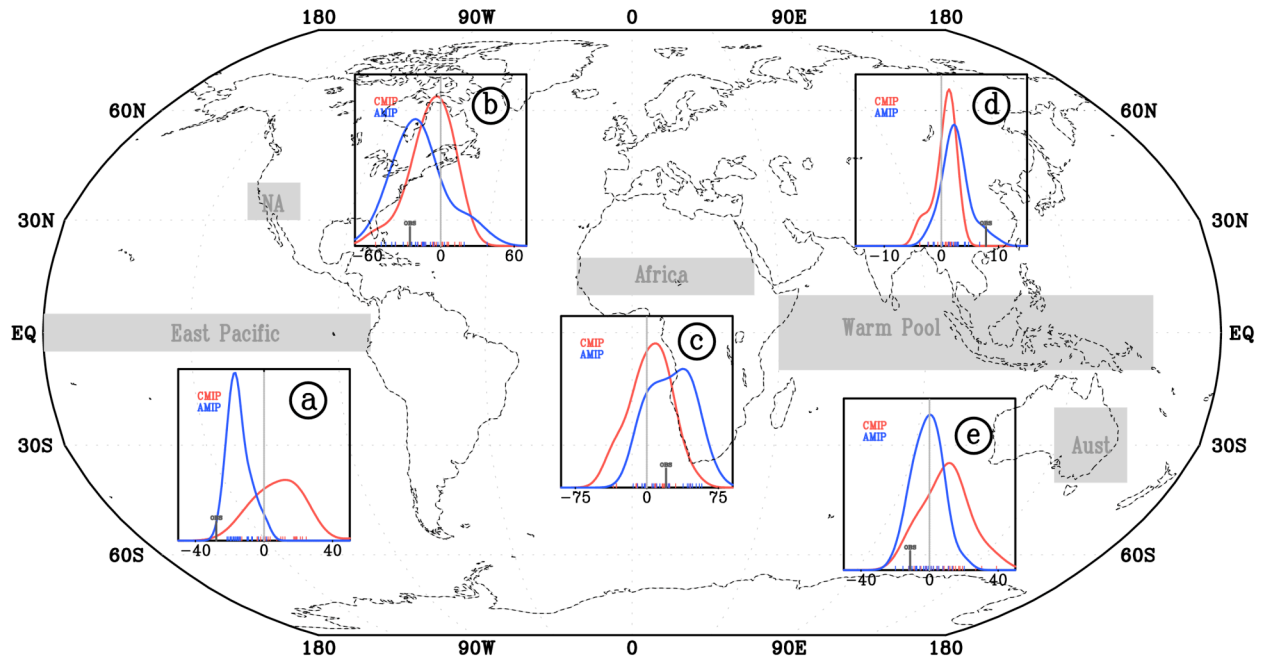 180 90W 0 90E 180
60N 60N
30N 30N
EQ EQ
30S 30S
60S 60S
180 90W 0 90E 180
NA
Africa
East Pacific
Warm Pool
Aust
b
CMIP
AMIP
OBS
-60 0 60
d
CMIP
AMIP
OBS
-10 0 10
c
CMIP
AMIP
OBS
-75 0 75
a
CMIP
AMIP
OBS
-40 0 40
e
CMIP
AMIP
OBS
-40 0 40